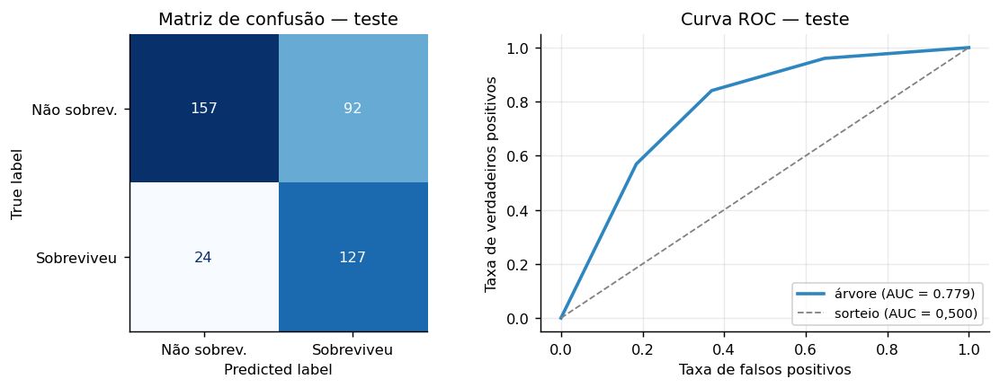 Matriz de confusão — teste
True label
Não sobrev.
157
92
Sobreviveu
24
127
Não sobrev.
Sobreviveu
Predicted label
Curva ROC — teste
Taxa de verdadeiros positivos
1.0
0.8
0.6
0.4
0.2
0.0
árvore (AUC = 0.779)
sorteio (AUC = 0,500)
0.0
0.2
0.4
0.6
0.8
1.0
Taxa de falsos positivos